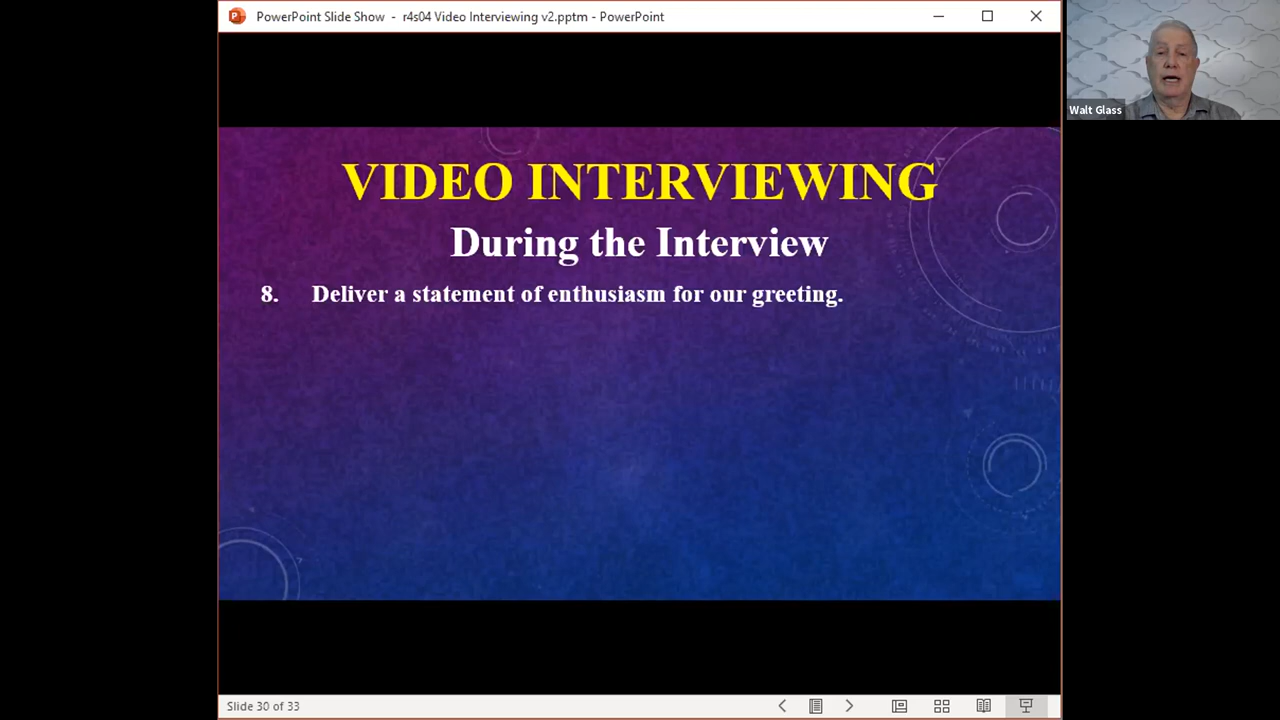 PowerPoint Slide Show - r4s04 Video Interviewing v2.pptm - PowerPoint
Walt Glass
VIDEO INTERVIEWING
During the Interview
8. Deliver a statement of enthusiasm for our greeting.
Slide 30 of 33